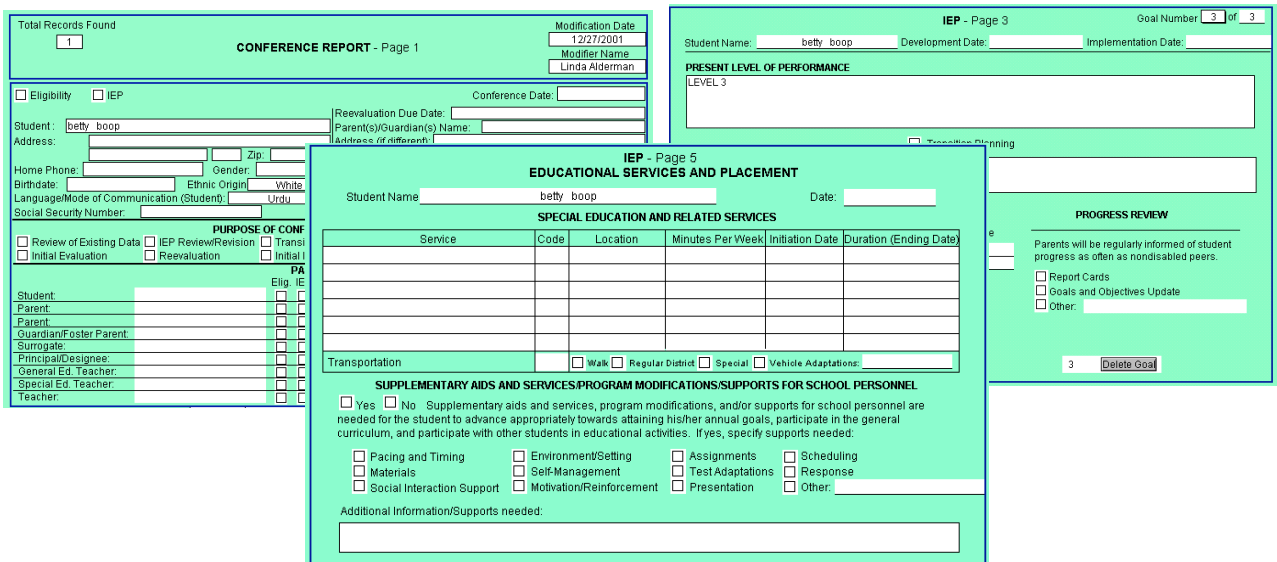 Total Records Found
1
CONFERENCE REPORT - Page 1
Modification Date
12/27/2001
Modifier Name
Linda Alderman
Eligibility IEP Conference Date:
Reevaluation Due Date:
Student : betty boop Parent(s)/Guardian(s) Name:
Address: Address (if different):
Zip:
Home Phone: Gender:
Birthdate: Ethnic Origin White
Language/Mode of Communication (Student): Urdu
Social Security Number:
PURPOSE OF CONF
Review of Existing Data IEP Review/Revision Transi
Initial Evaluation Reevaluation Initial I
PA
Elig. IE
Student:
Parent:
Parent:
Guardian/Foster Parent:
Surrogate:
Principal/Designee:
General Ed. Teacher:
Special Ed. Teacher:
Teacher:
IEP - Page 3 Goal Number 3 of 3
Student Name: betty boop Development Date: Implementation Date:
PRESENT LEVEL OF PERFORMANCE
LEVEL 3
Transition Planning
PROGRESS REVIEW
e
Parents will be regularly informed of student
progress as often as nondisabled peers.
Report Cards
Goals and Objectives Update
Other:
3 Delete Goal
IEP - Page 5
EDUCATIONAL SERVICES AND PLACEMENT
Student Name betty boop Date:
SPECIAL EDUCATION AND RELATED SERVICES
Service Code Location Minutes Per Week Initiation Date Duration (Ending Date)
Transportation Walk Regular District Special Vehicle Adaptations:
SUPPLEMENTARY AIDS AND SERVICES/PROGRAM MODIFICATIONS/SUPPORTS FOR SCHOOL PERSONNEL
Yes No Supplementary aids and services, program modifications, and/or supports for school personnel are
needed for the student to advance appropriately towards attaining his/her annual goals, participate in the general
curriculum, and participate with other students in educational activities. If yes, specify supports needed:
Pacing and Timing Environment/Setting Assignments Scheduling
Materials Self-Management Test Adaptations Response
Social Interaction Support Motivation/Reinforcement Presentation Other:
Additional Information/Supports needed: